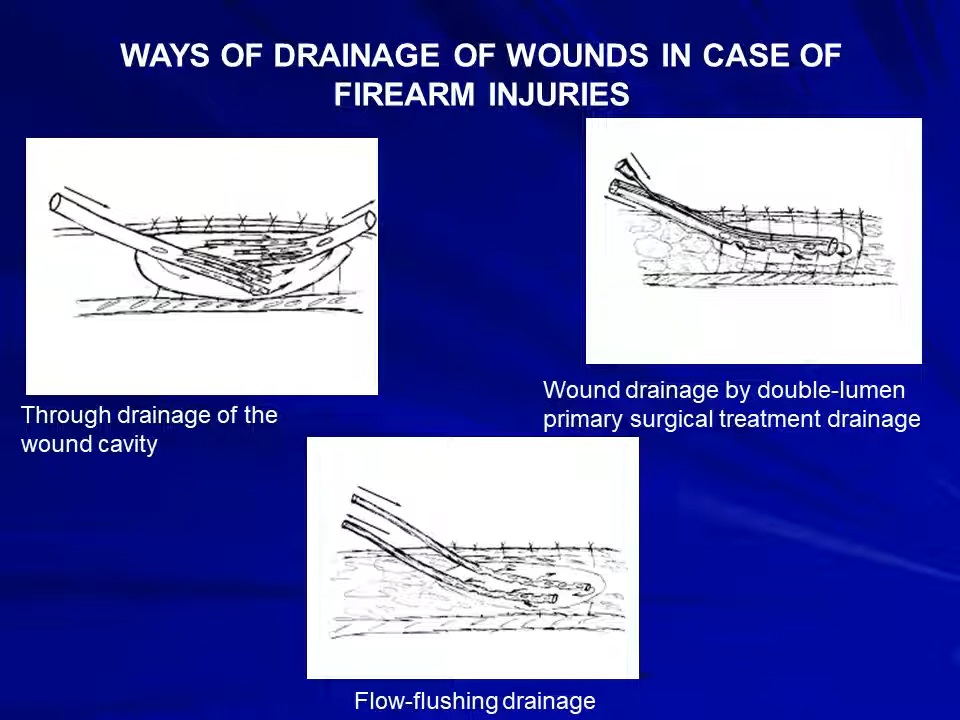 WAYS OF DRAINAGE OF WOUNDS IN CASE OF
FIREARM INJURIES
Through drainage of the
wound cavity
Wound drainage by double-lumen
primary surgical treatment drainage
Flow-flushing drainage